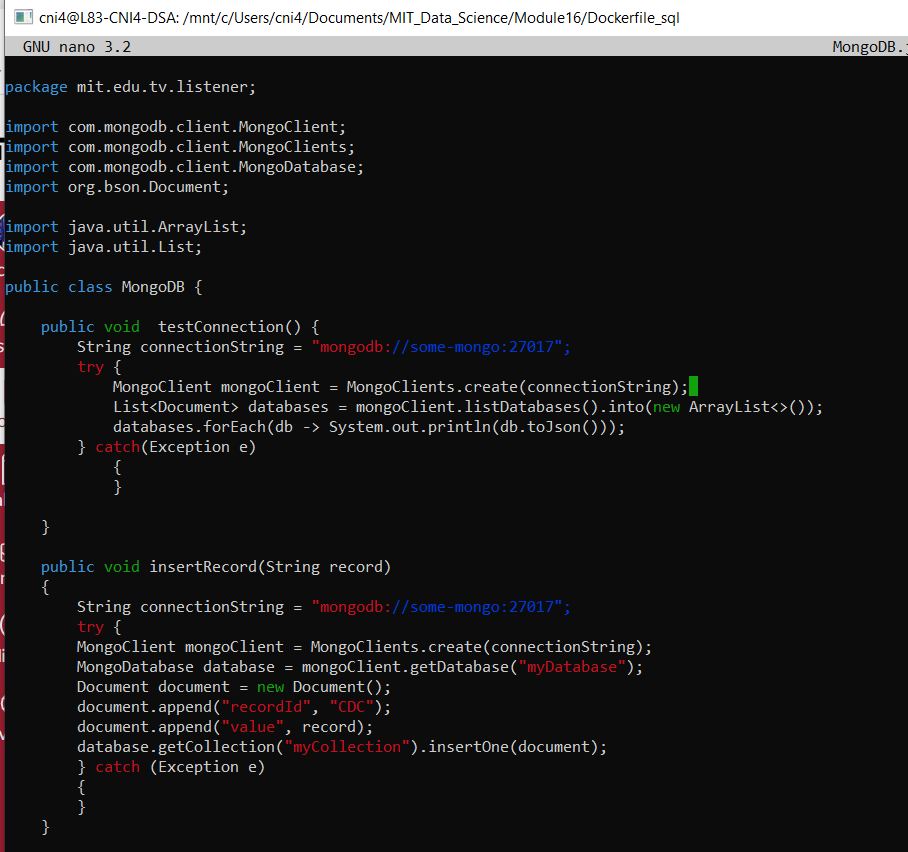 cni4@L83-CNI4-DSA: /mnt/c/Users/cni4/Documents/MIT_Data_Science/Module16/Dockerfile_sql
GNU nano 3.2 MongoDB.j
package mit.edu.tv.listener;
import com.mongodb.client.MongoClient;
import com.mongodb.client.MongoClients;
import com.mongodb.client.MongoDatabase;
import org.bson.Document;
import java.util.ArrayList;
import java.util.List;
public class MongoDB {
    public void  testConnection() {
        String connectionString = "mongodb://some-mongo:27017";
        try {
            MongoClient mongoClient = MongoClients.create(connectionString);
            List<Document> databases = mongoClient.listDatabases().into(new ArrayList<>());
            databases.forEach(db -> System.out.println(db.toJson()));
        } catch(Exception e)
            {
            }
    }
    public void insertRecord(String record)
    {
        String connectionString = "mongodb://some-mongo:27017";
        try {
        MongoClient mongoClient = MongoClients.create(connectionString);
        MongoDatabase database = mongoClient.getDatabase("myDatabase");
        Document document = new Document();
        document.append("recordId", "CDC");
        document.append("value", record);
        database.getCollection("myCollection").insertOne(document);
        } catch (Exception e)
        {
        }
    }